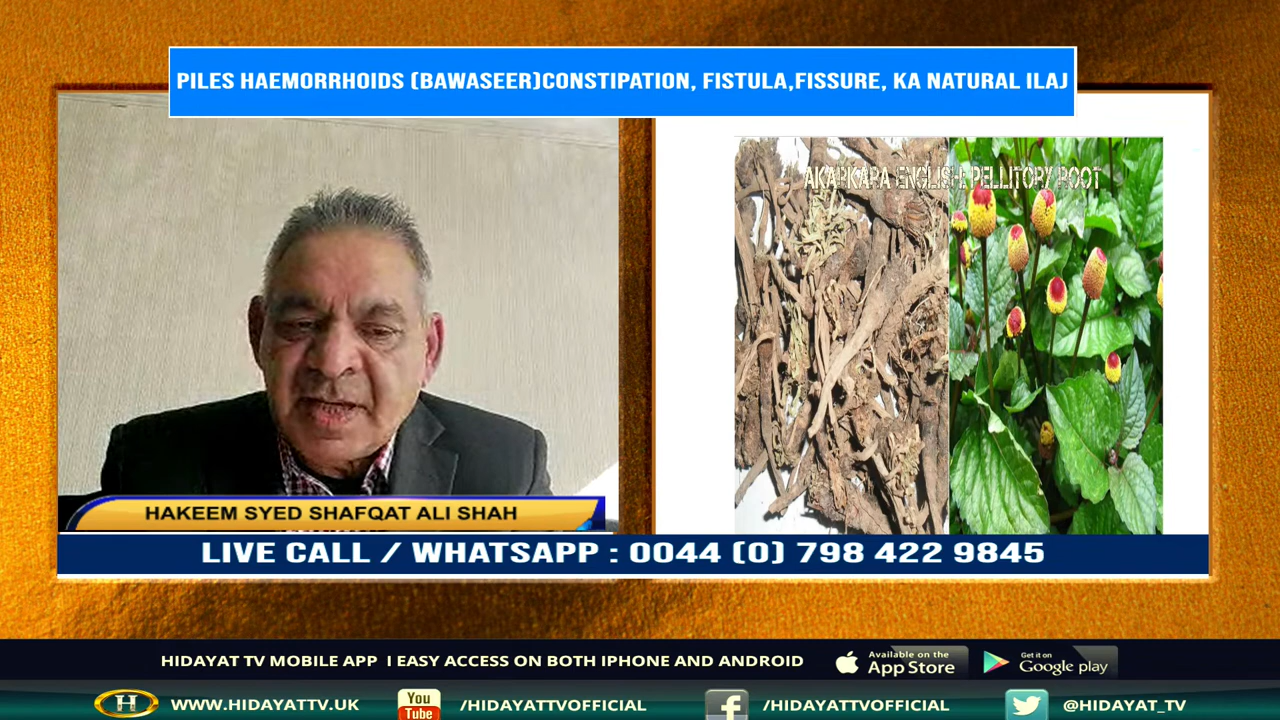 PILES HAEMORRHOIDS (BAWASEER)CONSTIPATION, FISTULA,FISSURE, KA NATURAL ILAJ
AKARKARA ENGLISH: PELLITORY ROOT
HAKEEM SYED SHAFQAT ALI SHAH
LIVE CALL / WHATSAPP : 0044 (0) 798 422 9845
HIDAYAT TV MOBILE APP I EASY ACCESS ON BOTH IPHONE AND ANDROID
Available on the
App Store
Get it on
Google play
H
WWW.HIDAYATTV.UK
You
Tube
/HIDAYATTVOFFICIAL
f
/HIDAYATTVOFFICIAL
@HIDAYAT_TV